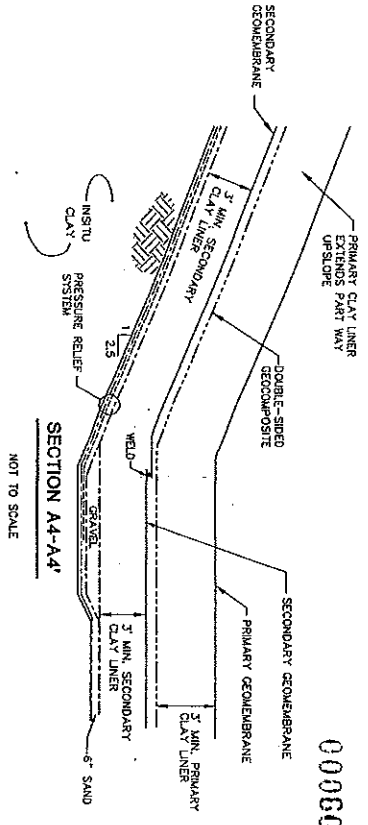 SECONDARY
GEOMEMBRANE
PRIMARY CLAY LINER
EXTENDS PART WAY
UPSLOPE
3' MIN. SECONDARY
CLAY LINER
DOUBLE-SIDED
GEOCOMPOSITE
INSITU
CLAY
1
2.5
PRESSURE RELIEF
SYSTEM
WELD
GRAVEL
SECONDARY GEOMEMBRANE
PRIMARY GEOMEMBRANE
3' MIN. SECONDARY
CLAY LINER
3' MIN. PRIMARY
CLAY LINER
6" SAND
SECTION A4-A4'
NOT TO SCALE